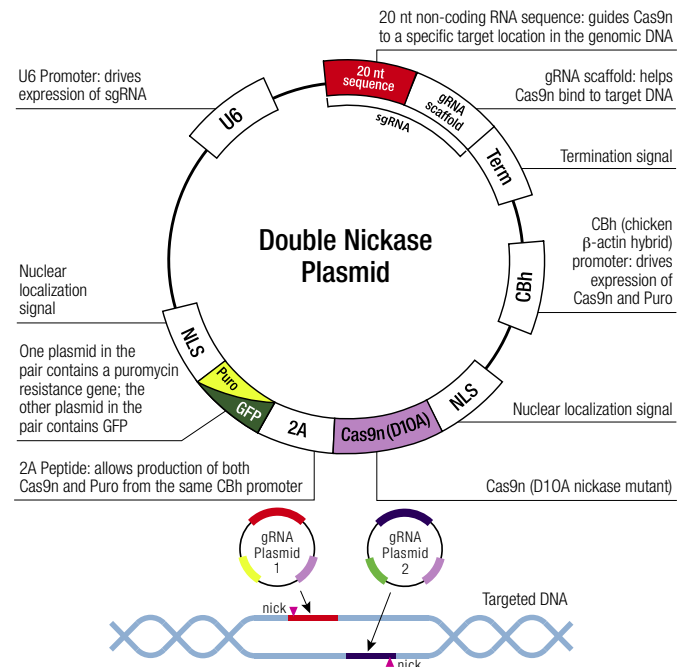 20 nt non-coding RNA sequence: guides Cas9n
to a specific target location in the genomic DNA
U6 Promoter: drives
expression of sgRNA
gRNA scaffold: helps
Cas9n bind to target DNA
20 nt
sequence
gRNA
scaffold
sgRNA
U6
Term
Termination signal
Double Nickase
Plasmid
CBh (chicken
β-actin hybrid)
promoter: drives
expression of
Cas9n and Puro
CBh
Nuclear
localization
signal
NLS
One plasmid in the
pair contains a puromycin
resistance gene; the
other plasmid in the
pair contains GFP
Puro
GFP
2A
Cas9n (D10A)
NLS
Nuclear localization signal
2A Peptide: allows production of both
Cas9n and Puro from the same CBh promoter
Cas9n (D10A nickase mutant)
gRNA
Plasmid
1
gRNA
Plasmid
2
Targeted DNA
nick
nick